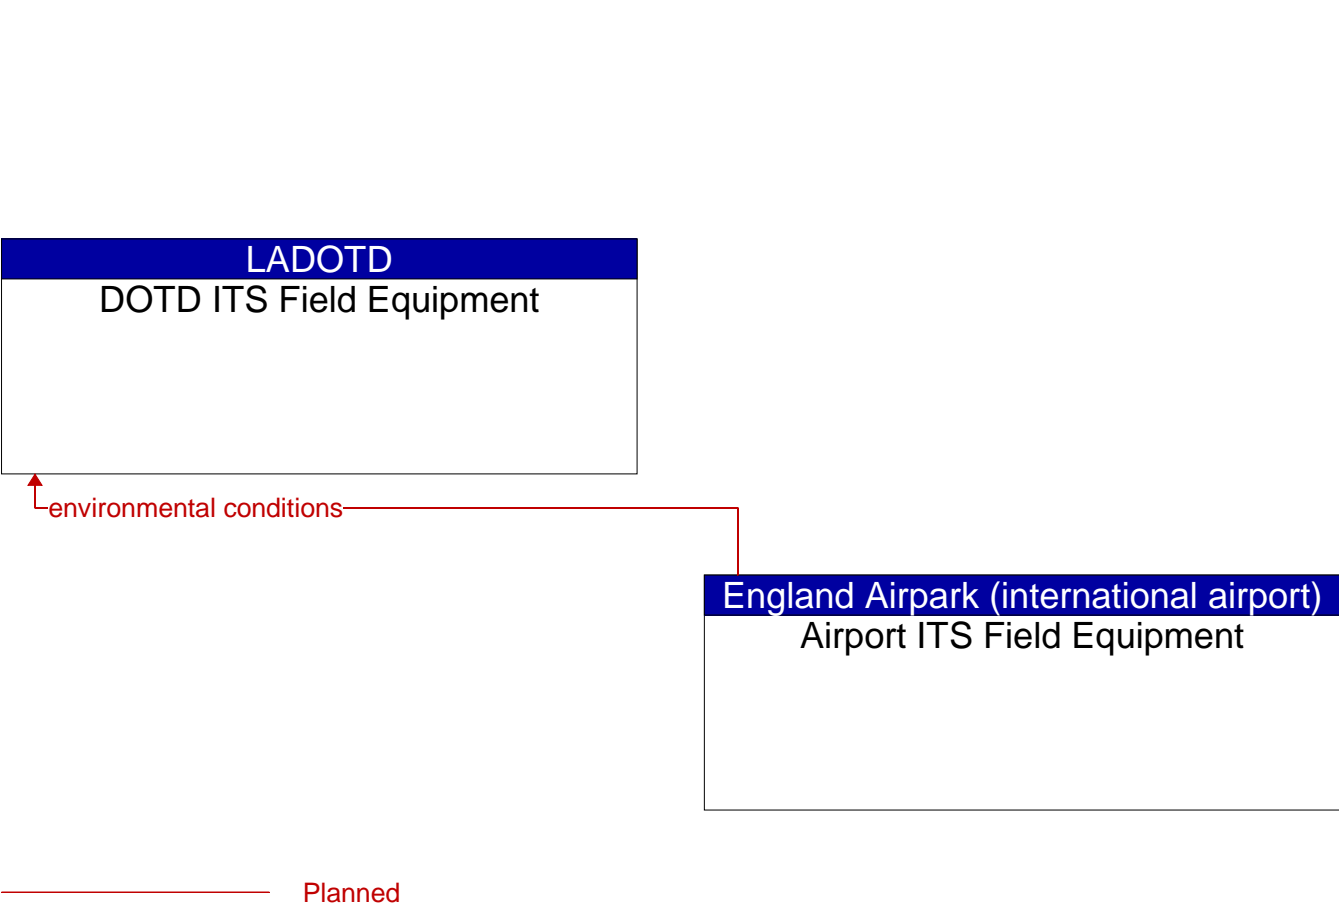 LADOTD
DOTD ITS Field Equipment
environmental conditions
England Airpark (international airport)
Airport ITS Field Equipment
Planned